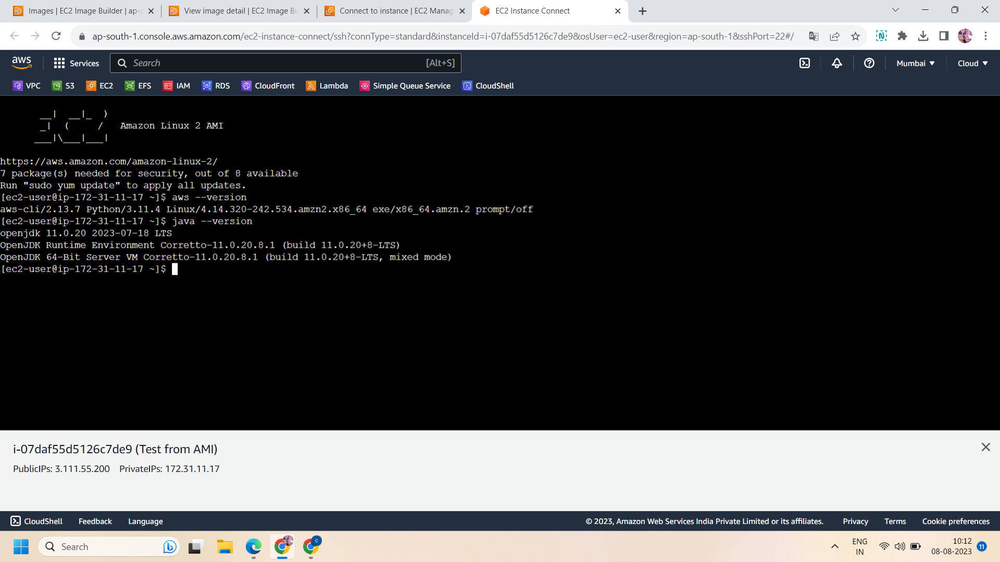 Images | EC2 Image Builder | ap-s
View image detail | EC2 Image Bu
Connect to instance | EC2 Manag
EC2 Instance Connect
ap-south-1.console.aws.amazon.com/ec2-instance-connect/ssh?connType=standard&instanceId=i-07daf55d5126c7de9&osUser=ec2-user&region=ap-south-1&sshPort=22#/
aws
Services
Search
[Alt+S]
Mumbai
Cloud
VPC
S3
EC2
EFS
IAM
RDS
CloudFront
Lambda
Simple Queue Service
CloudShell
       __|  __|_  )
       _|  (     /   Amazon Linux 2 AMI
      ___|\___|___|
https://aws.amazon.com/amazon-linux-2/
7 package(s) needed for security, out of 8 available
Run "sudo yum update" to apply all updates.
[ec2-user@ip-172-31-11-17 ~]$ aws --version
aws-cli/2.13.7 Python/3.11.4 Linux/4.14.320-242.534.amzn2.x86_64 exe/x86_64.amzn.2 prompt/off
[ec2-user@ip-172-31-11-17 ~]$ java --version
openjdk 11.0.20 2023-07-18 LTS
OpenJDK Runtime Environment Corretto-11.0.20.8.1 (build 11.0.20+8-LTS)
OpenJDK 64-Bit Server VM Corretto-11.0.20.8.1 (build 11.0.20+8-LTS, mixed mode)
[ec2-user@ip-172-31-11-17 ~]$
i-07daf55d5126c7de9 (Test from AMI)
PublicIPs: 3.111.55.200 PrivateIPs: 172.31.11.17
CloudShell
Feedback
Language
© 2023, Amazon Web Services India Private Limited or its affiliates.
Privacy
Terms
Cookie preferences
Search
C
ENG
IN
10:12
08-08-2023
11